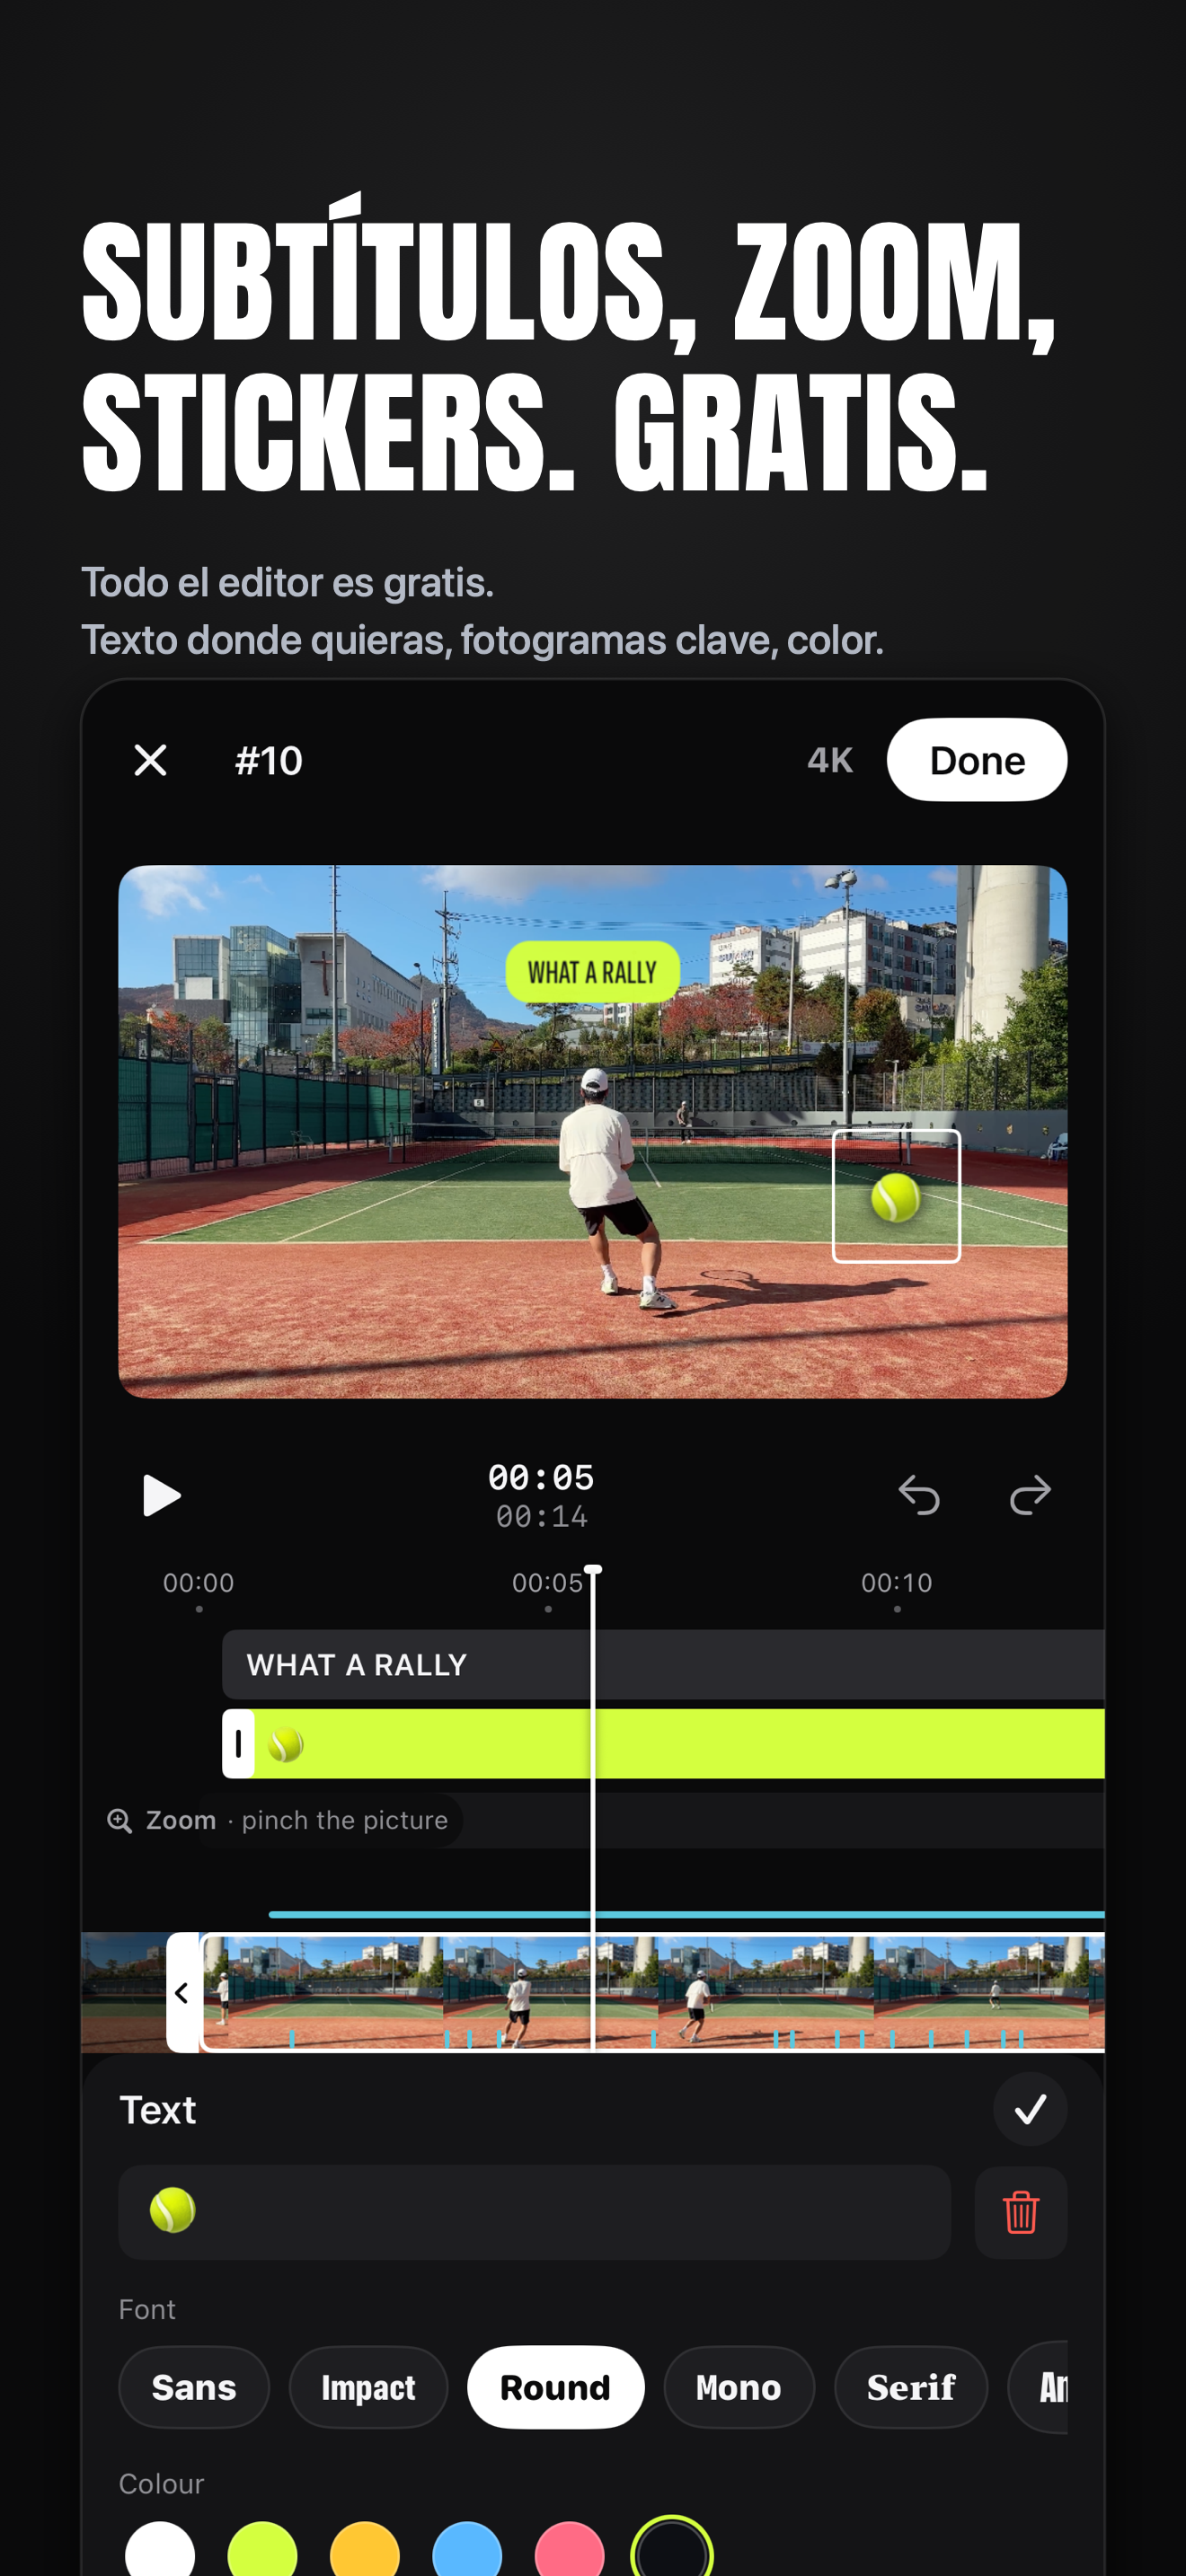 SUBTÍTULOS, ZOOM,
STICKERS. GRATIS.
Todo el editor es gratis.
Texto donde quieras, fotogramas clave, color.
#10
4K
Done
WHAT A RALLY
00:05
00:14
00:00
00:05
00:10
WHAT A RALLY
Zoom · pinch the picture
Text
Font
Sans
Impact
Round
Mono
Serif
Colour